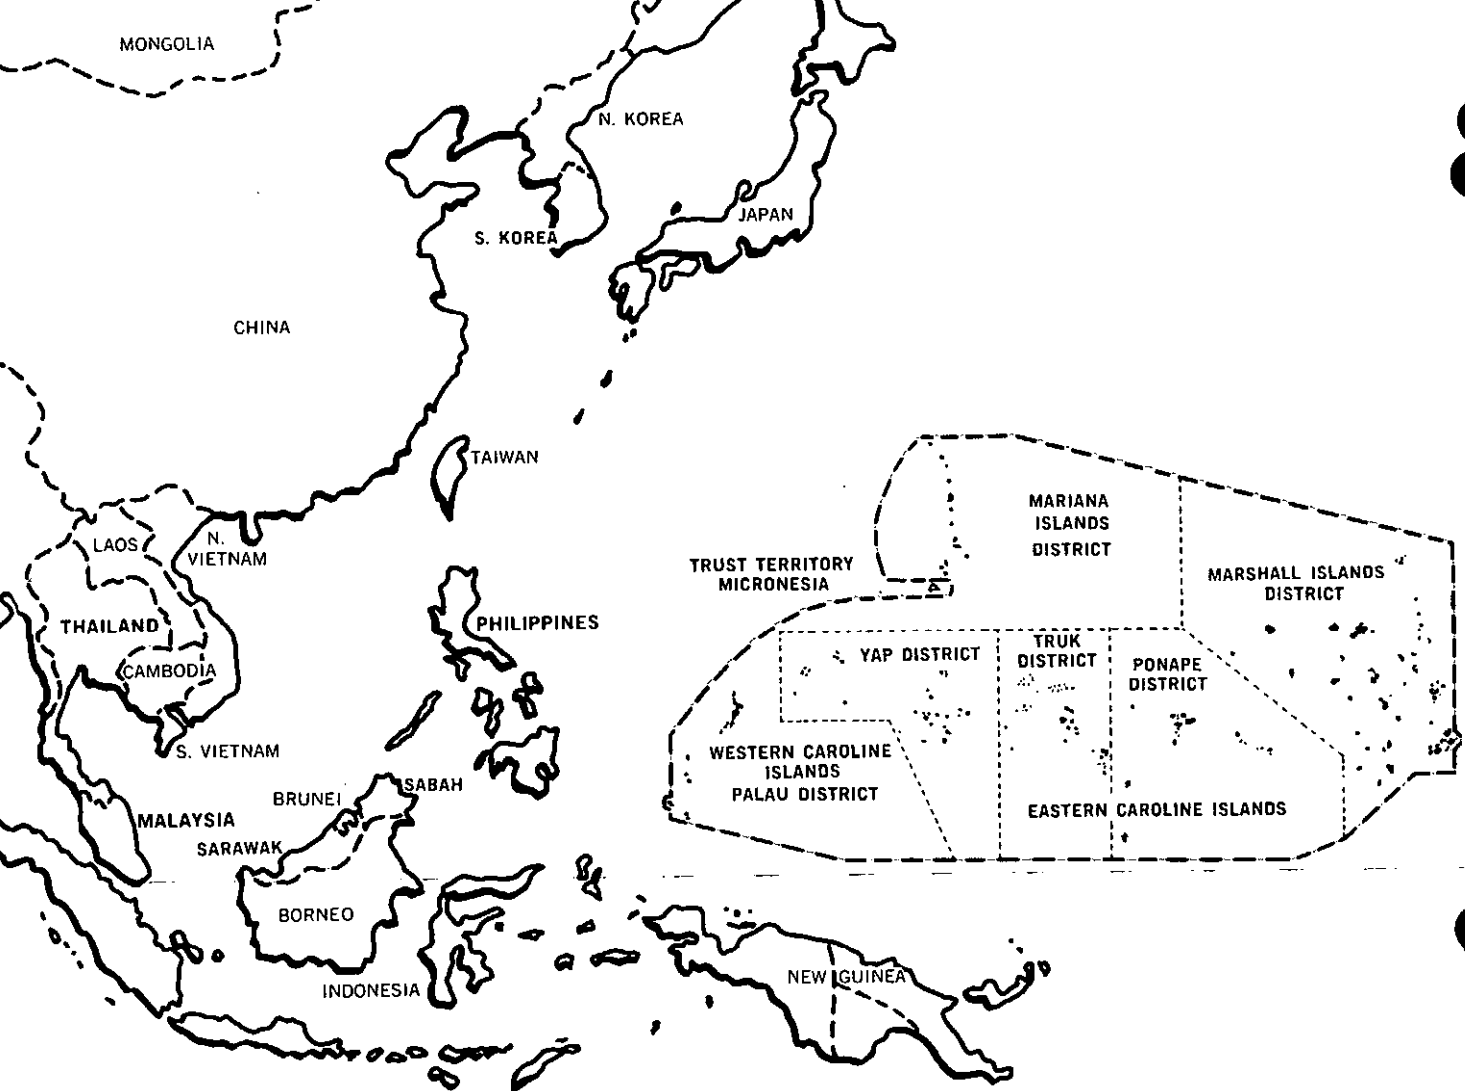 MONGOLIA
N. KOREA
JAPAN
S. KOREA
CHINA
TAIWAN
MARIANA
ISLANDS
DISTRICT
LAOS
N.
VIETNAM
TRUST TERRITORY
MICRONESIA
MARSHALL ISLANDS
DISTRICT
THAILAND
PHILIPPINES
CAMBODIA
YAP DISTRICT
TRUK
DISTRICT
PONAPE
DISTRICT
S. VIETNAM
WESTERN CAROLINE
ISLANDS
PALAU DISTRICT
BRUNEI
SABAH
MALAYSIA
SARAWAK
EASTERN CAROLINE ISLANDS
BORNEO
INDONESIA
NEW GUINEA